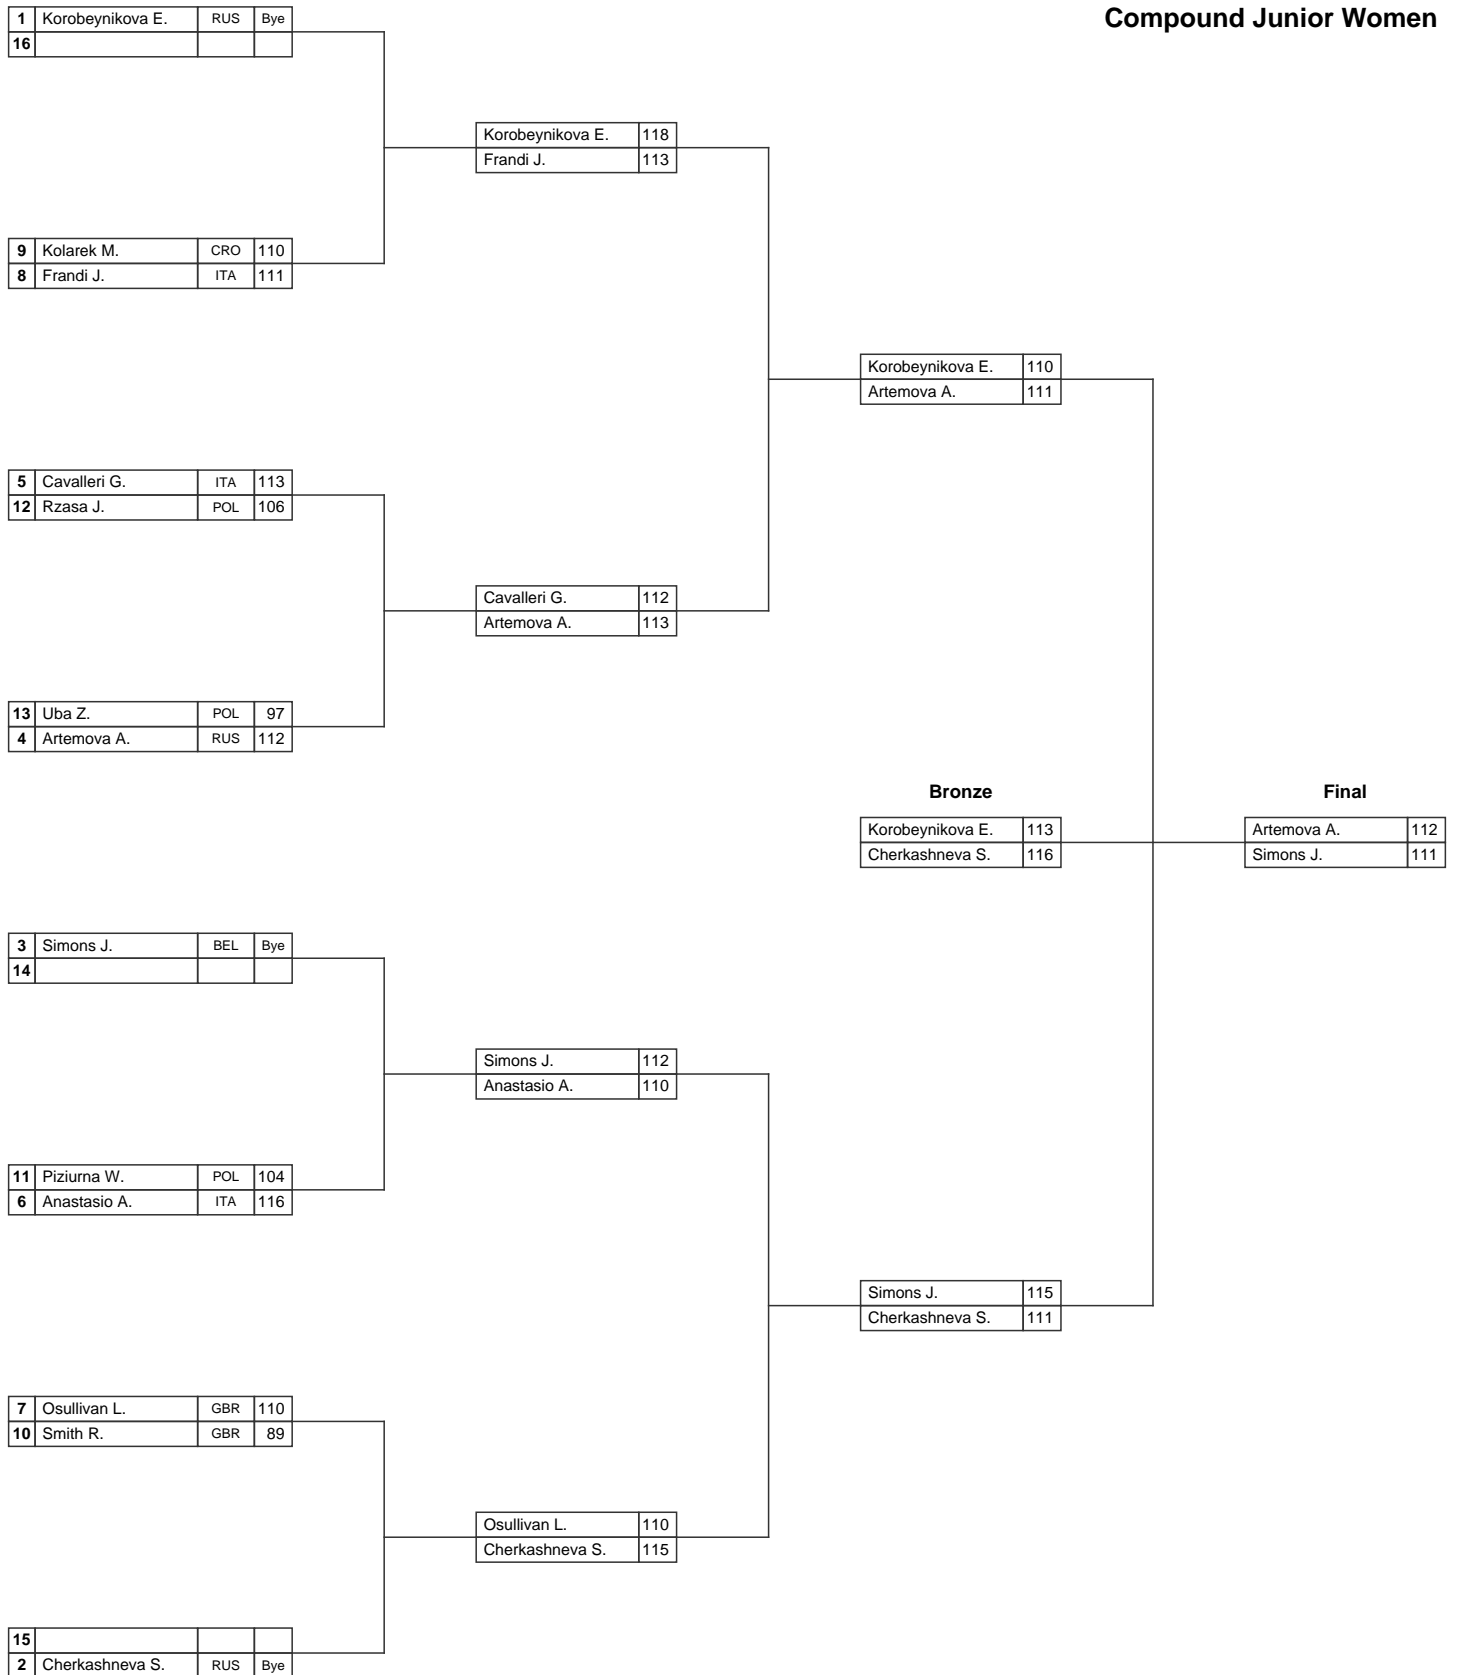 Compound Junior Women
1 Korobeynikova E. RUS Bye
16
Korobeynikova E. 118
Frandi J. 113
9 Kolarek M. CRO 110
8 Frandi J. ITA 111
Korobeynikova E. 110
Artemova A. 111
5 Cavalleri G. ITA 113
12 Rzasa J. POL 106
Cavalleri G. 112
Artemova A. 113
13 Uba Z. POL 97
4 Artemova A. RUS 112
Bronze Final
Korobeynikova E. 113 Artemova A. 112
Cherkashneva S. 116 Simons J. 111
3 Simons J. BEL Bye
14
Simons J. 112
Anastasio A. 110
11 Piziurna W. POL 104
6 Anastasio A. ITA 116
Simons J. 115
Cherkashneva S. 111
7 Osullivan L. GBR 110
10 Smith R. GBR 89
Osullivan L. 110
Cherkashneva S. 115
15
2 Cherkashneva S. RUS Bye